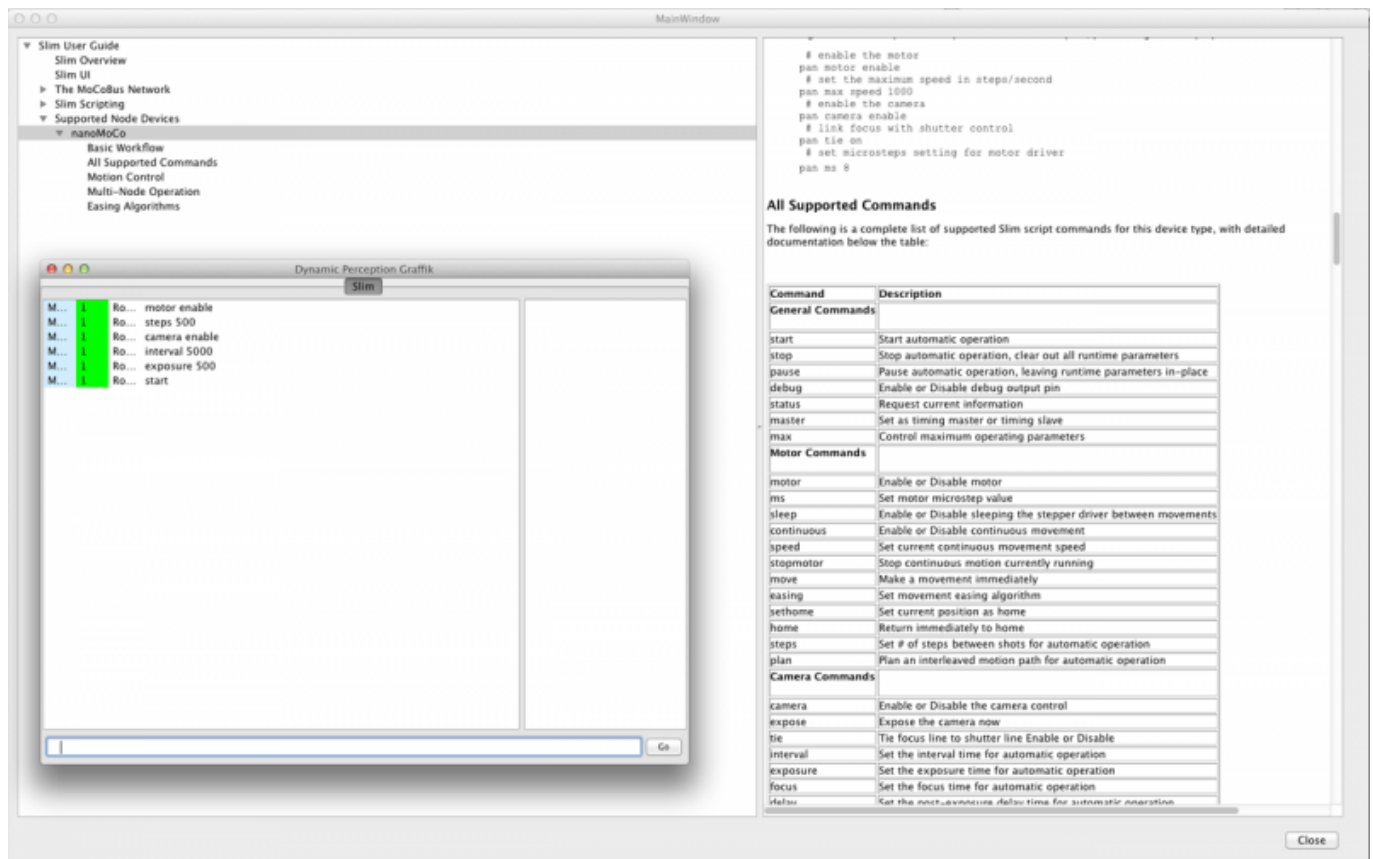 MainWindow
Slim User Guide
Slim Overview
Slim UI
The MoCoBus Network
Slim Scripting
Supported Node Devices
nanoMoCo
Basic Workflow
All Supported Commands
Motion Control
Multi-Node Operation
Easing Algorithms
Dynamic Perception Graffik
Slim
M... 1 Ro... motor enable
M... 1 Ro... steps 500
M... 1 Ro... camera enable
M... 1 Ro... interval 5000
M... 1 Ro... exposure 500
M... 1 Ro... start
Go
# enable the motor
pan motor enable
# set the maximum speed in steps/second
pan max speed 1000
# enable the camera
pan camera enable
# link focus with shutter control
pan tie on
# set microsteps setting for motor driver
pan ms 8
All Supported Commands
The following is a complete list of supported Slim script commands for this device type, with detailed
documentation below the table:
Command Description
General Commands
start Start automatic operation
stop Stop automatic operation, clear out all runtime parameters
pause Pause automatic operation, leaving runtime parameters in-place
debug Enable or Disable debug output pin
status Request current information
master Set as timing master or timing slave
max Control maximum operating parameters
Motor Commands
motor Enable or Disable motor
ms Set motor microstep value
sleep Enable or Disable sleeping the stepper driver between movements
continuous Enable or Disable continuous movement
speed Set current continuous movement speed
stopmotor Stop continuous motion currently running
move Make a movement immediately
easing Set movement easing algorithm
sethome Set current position as home
home Return immediately to home
steps Set # of steps between shots for automatic operation
plan Plan an interleaved motion path for automatic operation
Camera Commands
camera Enable or Disable the camera control
expose Expose the camera now
tie Tie focus line to shutter line Enable or Disable
interval Set the interval time for automatic operation
exposure Set the exposure time for automatic operation
focus Set the focus time for automatic operation
delay Set the post-exposure delay time for automatic operation
Close